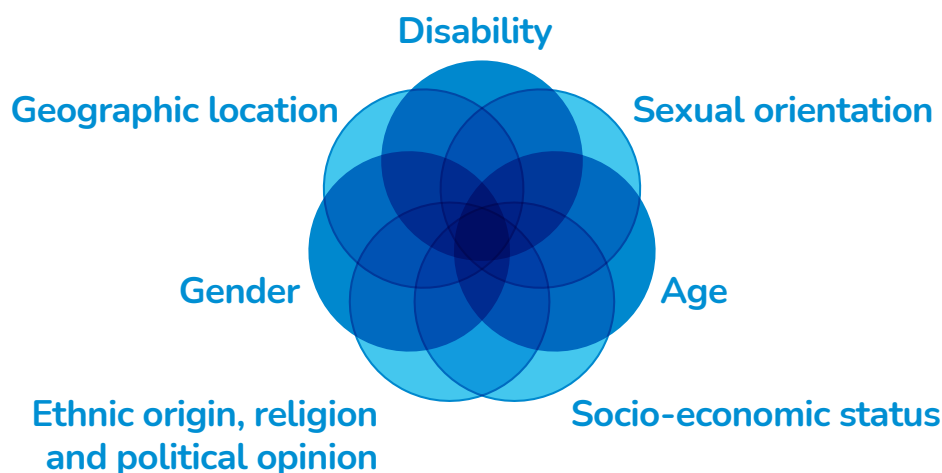 Disability
Geographic location
Sexual orientation
Gender
Age
Ethnic origin, religion
and political opinion
Socio-economic status